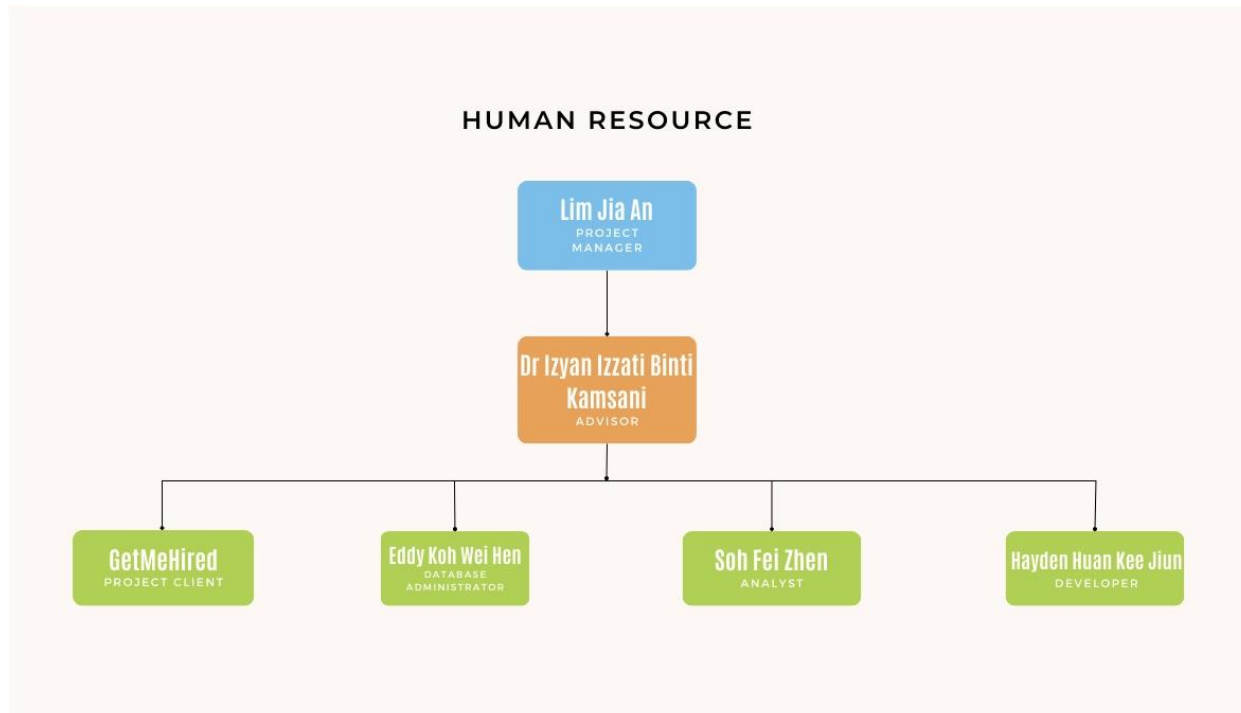 HUMAN RESOURCE
Lim Jia An
PROJECT
MANAGER
Dr Izyan Izzati Binti
Kamsani
ADVISOR
GetMeHired
PROJECT CLIENT
Eddy Koh Wei Hen
DATABASE
ADMINISTRATOR
Soh Fei Zhen
ANALYST
Hayden Huan Kee Jiun
DEVELOPER